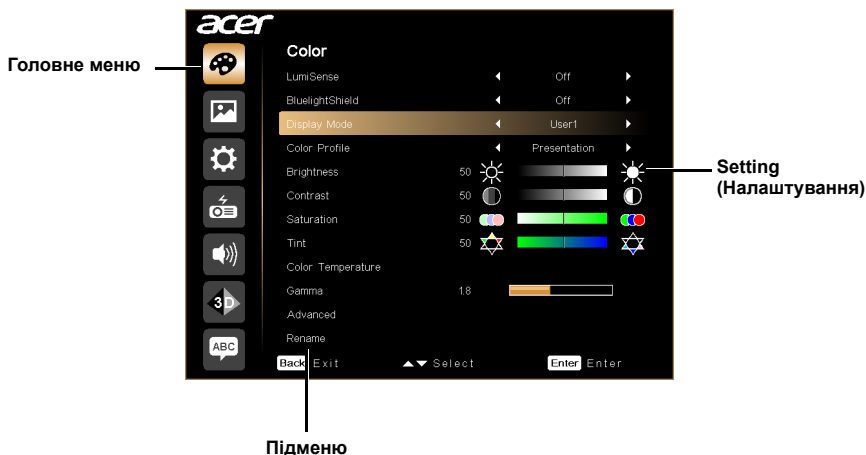 acer
Color
Головне меню
LumiSense Off
BluelightShield Off
Display Mode User1
Color Profile Presentation
Brightness 50
Setting
(Налаштування)
Contrast 50
Saturation 50
Tint 50
Color Temperature
Gamma 1.8
3D
Advanced
Rename
ABC
Back Exit Select Enter Enter
Підменю